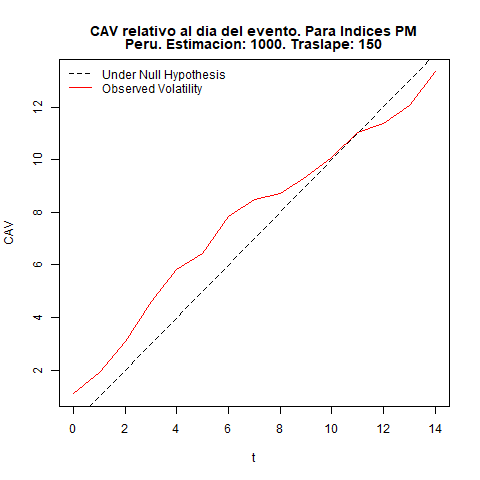 CAV relativo al dia del evento. Para Indices PM
Peru. Estimacion: 1000. Traslape: 150
Under Null Hypothesis
Observed Volatility
12
10
8
6
4
2
CAV
0 2 4 6 8 10 12 14
t